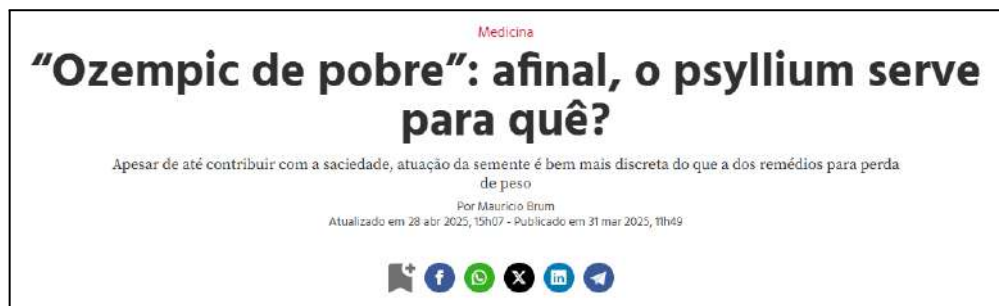 Medicina
“Ozempic de pobre”: afinal, o psyllium serve
para quê?
Apesar de até contribuir com a saciedade, atuação da semente é bem mais discreta do que a dos remédios para perda
de peso
Por Maurício Brum
Atualizado em 28 abr 2025, 15h07 - Publicado em 31 mar 2025, 11h49